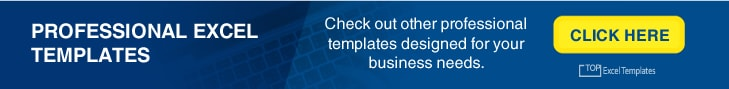 PROFESSIONAL EXCEL
TEMPLATES
Check out other professional
templates designed for your
business needs.
CLICK HERE
TOP Excel Templates